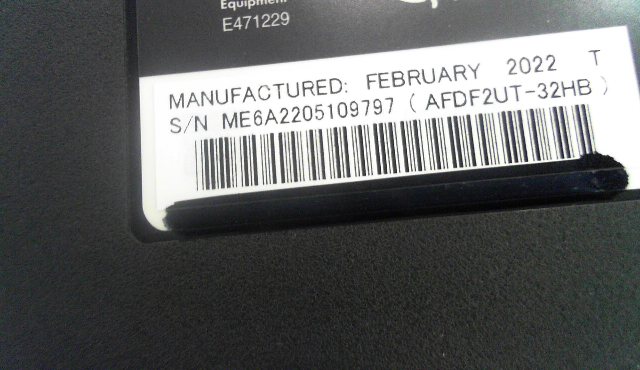 Equipment
E471229
MANUFACTURED: FEBRUARY 2022 T
S/N ME6A2205109797 ( AFDF2UT-32HB )